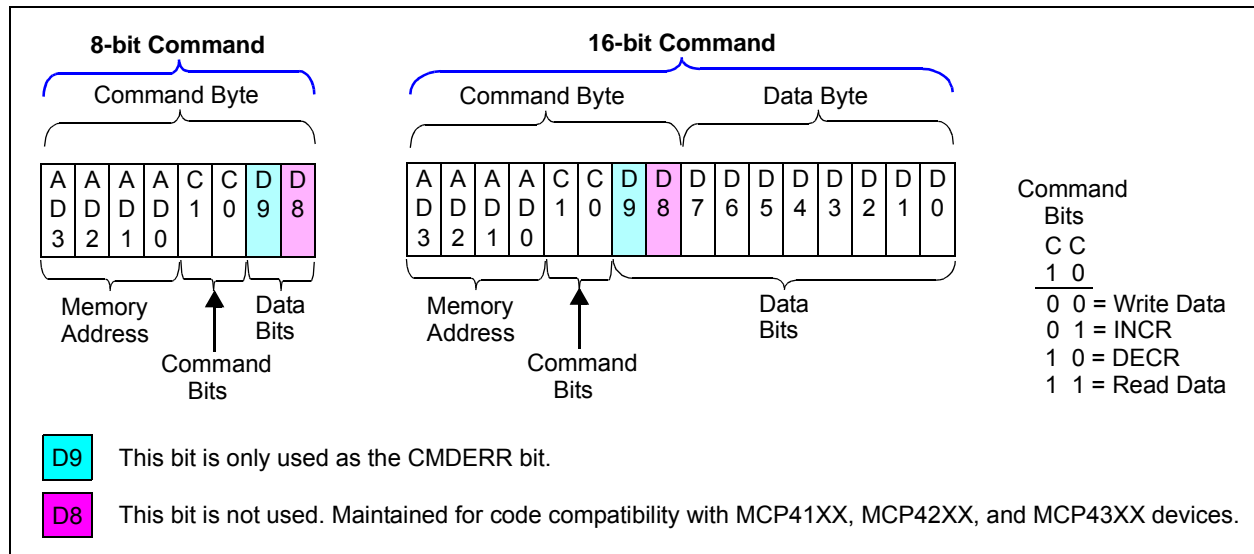 8-bit Command
16-bit Command
Command Byte
Command Byte
Data Byte
A A A A C C D D
D D D D 1 0 9 8
3 2 1 0
A A A A C C D D D D D D D D D D
D D D D 1 0 9 8 7 6 5 4 3 2 1 0
3 2 1 0
Memory
Address
Command
Bits
Data
Bits
Memory
Address
Command
Bits
Data
Bits
Command
Bits
C C
1 0
0 0 = Write Data
0 1 = INCR
1 0 = DECR
1 1 = Read Data
D9 This bit is only used as the CMDERR bit.
D8 This bit is not used. Maintained for code compatibility with MCP41XX, MCP42XX, and MCP43XX devices.